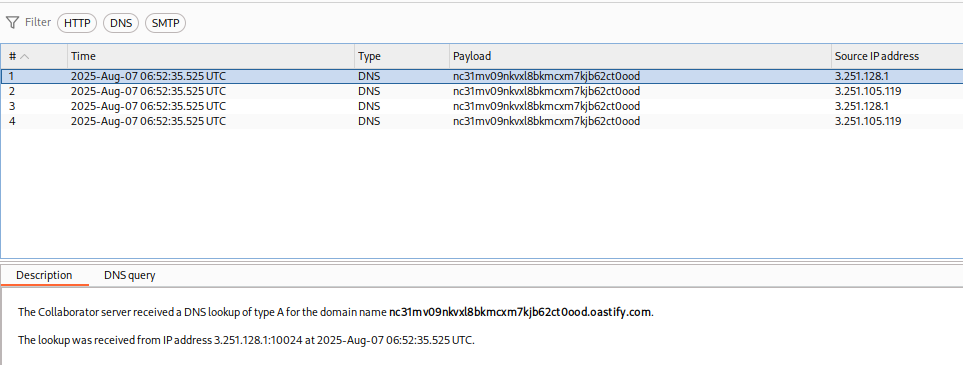 Filter HTTP DNS SMTP
# Time Type Payload Source IP address
1 2025-Aug-07 06:52:35.525 UTC DNS nc31mv09nkvxl8bkmcxm7kjb62ct0ood 3.251.128.1
2 2025-Aug-07 06:52:35.525 UTC DNS nc31mv09nkvxl8bkmcxm7kjb62ct0ood 3.251.105.119
3 2025-Aug-07 06:52:35.525 UTC DNS nc31mv09nkvxl8bkmcxm7kjb62ct0ood 3.251.128.1
4 2025-Aug-07 06:52:35.525 UTC DNS nc31mv09nkvxl8bkmcxm7kjb62ct0ood 3.251.105.119
Description DNS query
The Collaborator server received a DNS lookup of type A for the domain name nc31mv09nkvxl8bkmcxm7kjb62ct0ood.oastify.com.
The lookup was received from IP address 3.251.128.1:10024 at 2025-Aug-07 06:52:35.525 UTC.